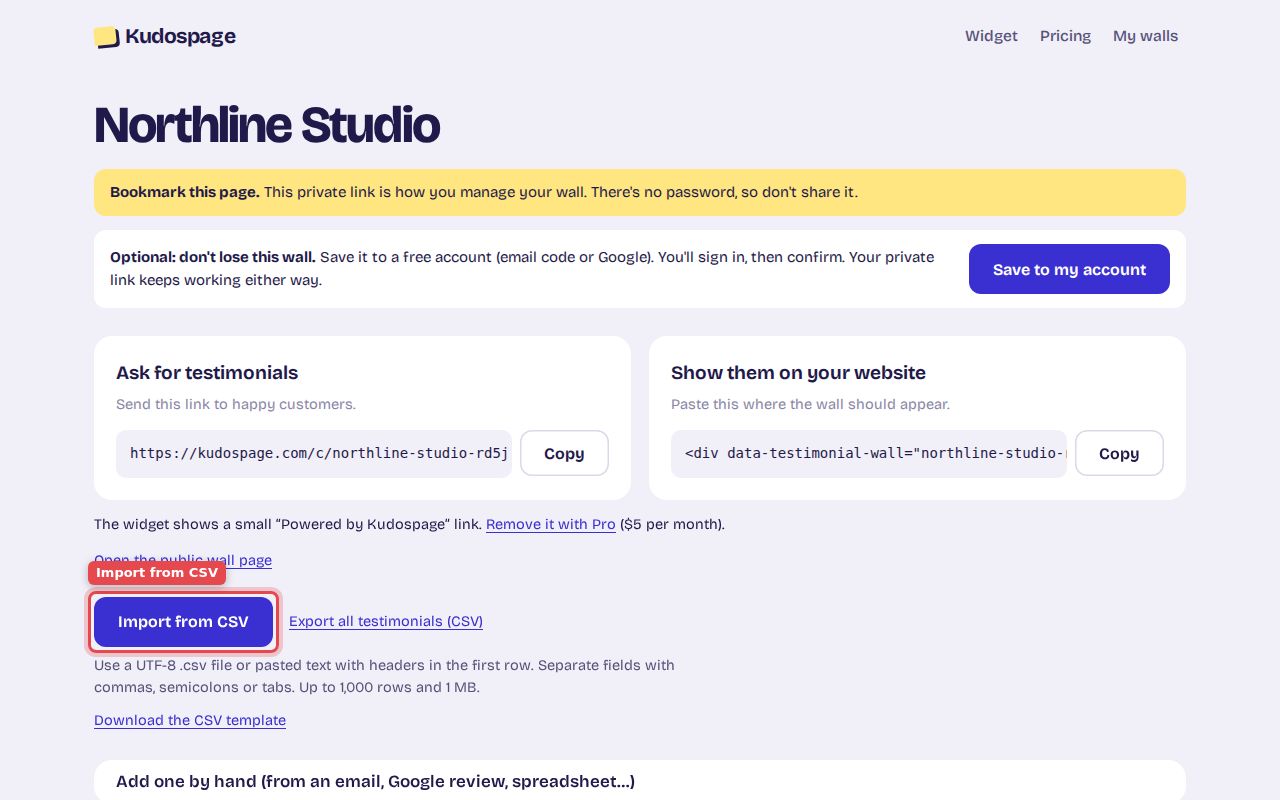 Kudospage
Widget
Pricing
My walls
Northline Studio
Bookmark this page. This private link is how you manage your wall. There's no password, so don't share it.
Optional: don't lose this wall. Save it to a free account (email code or Google). You'll sign in, then confirm. Your private
link keeps working either way.
Save to my account
Ask for testimonials
Send this link to happy customers.
https://kudospage.com/c/northline-studio-rd5j
Copy
Show them on your website
Paste this where the wall should appear.
<div data-testimonial-wall="northline-studio-
Copy
The widget shows a small “Powered by Kudospage” link. Remove it with Pro ($5 per month).
Open the public wall page
Import from CSV
Import from CSV
Export all testimonials (CSV)
Use a UTF-8 .csv file or pasted text with headers in the first row. Separate fields with
commas, semicolons or tabs. Up to 1,000 rows and 1 MB.
Download the CSV template
Add one by hand (from an email, Google review, spreadsheet...)